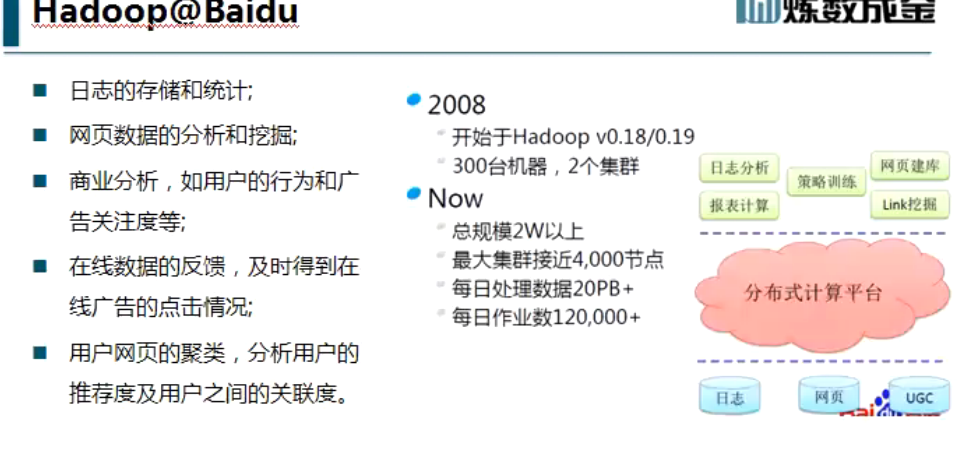 Hadoop@Baidu
炼数成金
日志的存储和统计;
网页数据的分析和挖掘;
商业分析，如用户的行为和广
告关注度等;
在线数据的反馈，及时得到在
线广告的点击情况;
用户网页的聚类，分析用户的
推荐度及用户之间的关联度。
2008
开始于Hadoop v0.18/0.19
300台机器，2个集群
Now
总规模2W以上
最大集群接近4,000节点
每日处理数据20PB+
每日作业数120,000+
日志分析
策略训练
网页建库
报表计算
Link挖掘
分布式计算平台
日志
网页
UGC